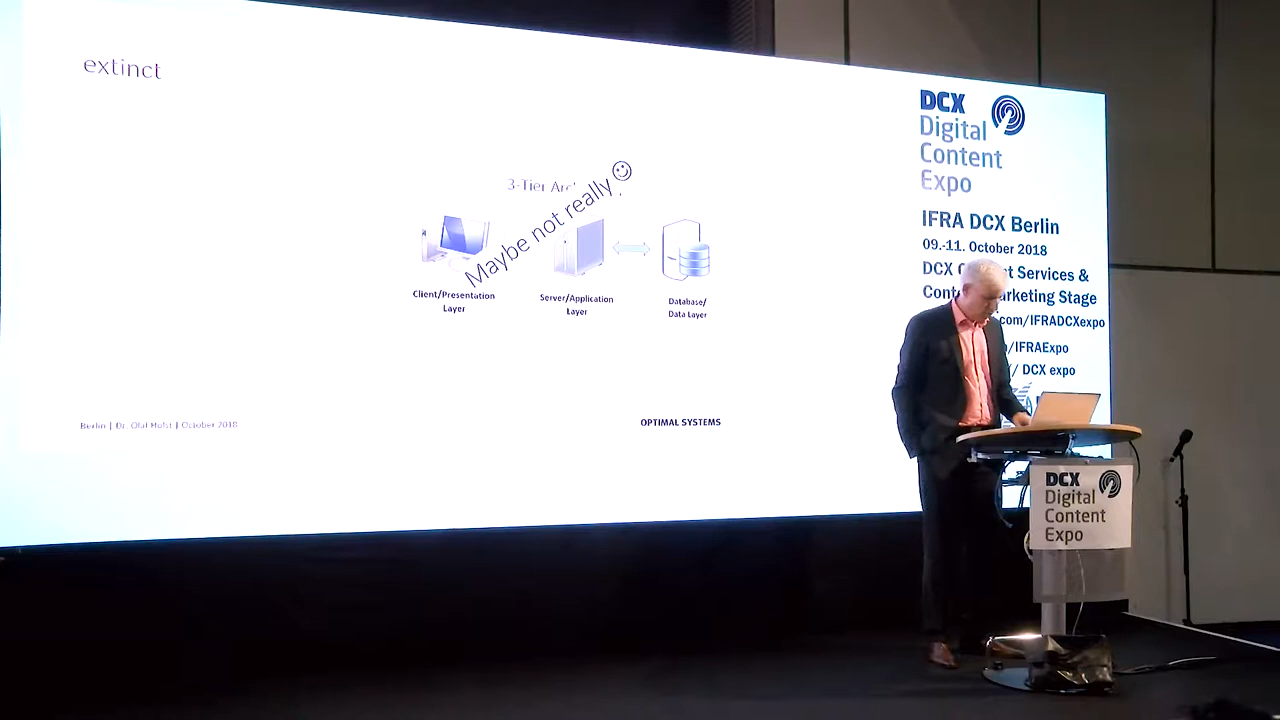 extinct
3-Tier Arc
Maybe not really
Client/Presentation
Layer
Server/Application
Layer
Database/
Data Layer
Berlin | Dr. Olaf Holst | October 2018
OPTIMAL SYSTEMS
DCX
Digital
Content
Expo
IFRA DCX Berlin
09.-11. October 2018
DCX Services &
Marketing Stage
com/IFRADCXexpo
/IFRAExpo
/ DCX expo
DCX
Digital
Content
Expo